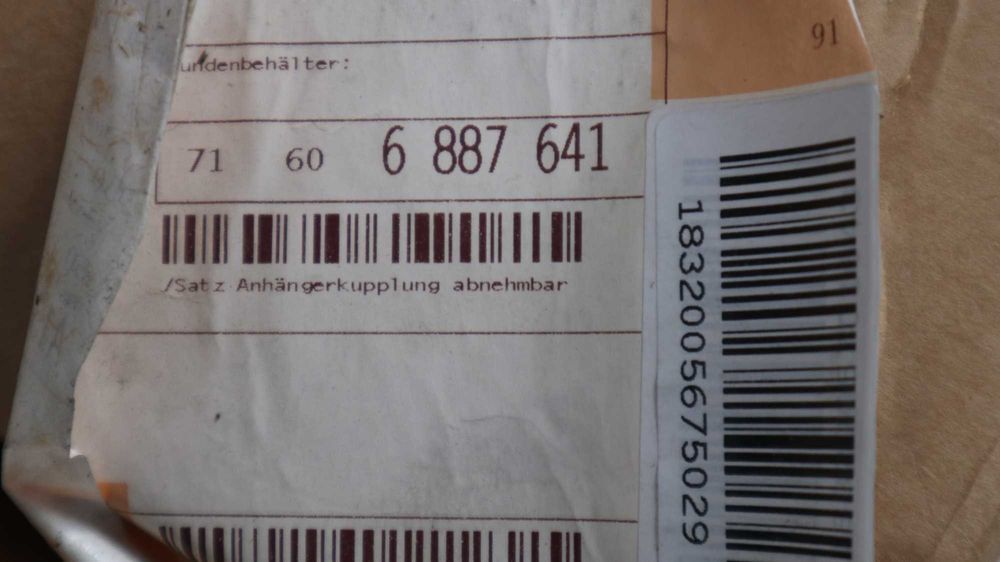 undenbehälter:
91
71 60 6 887 641
/Satz Anhängerkupplung abnehmbar
1832005675029